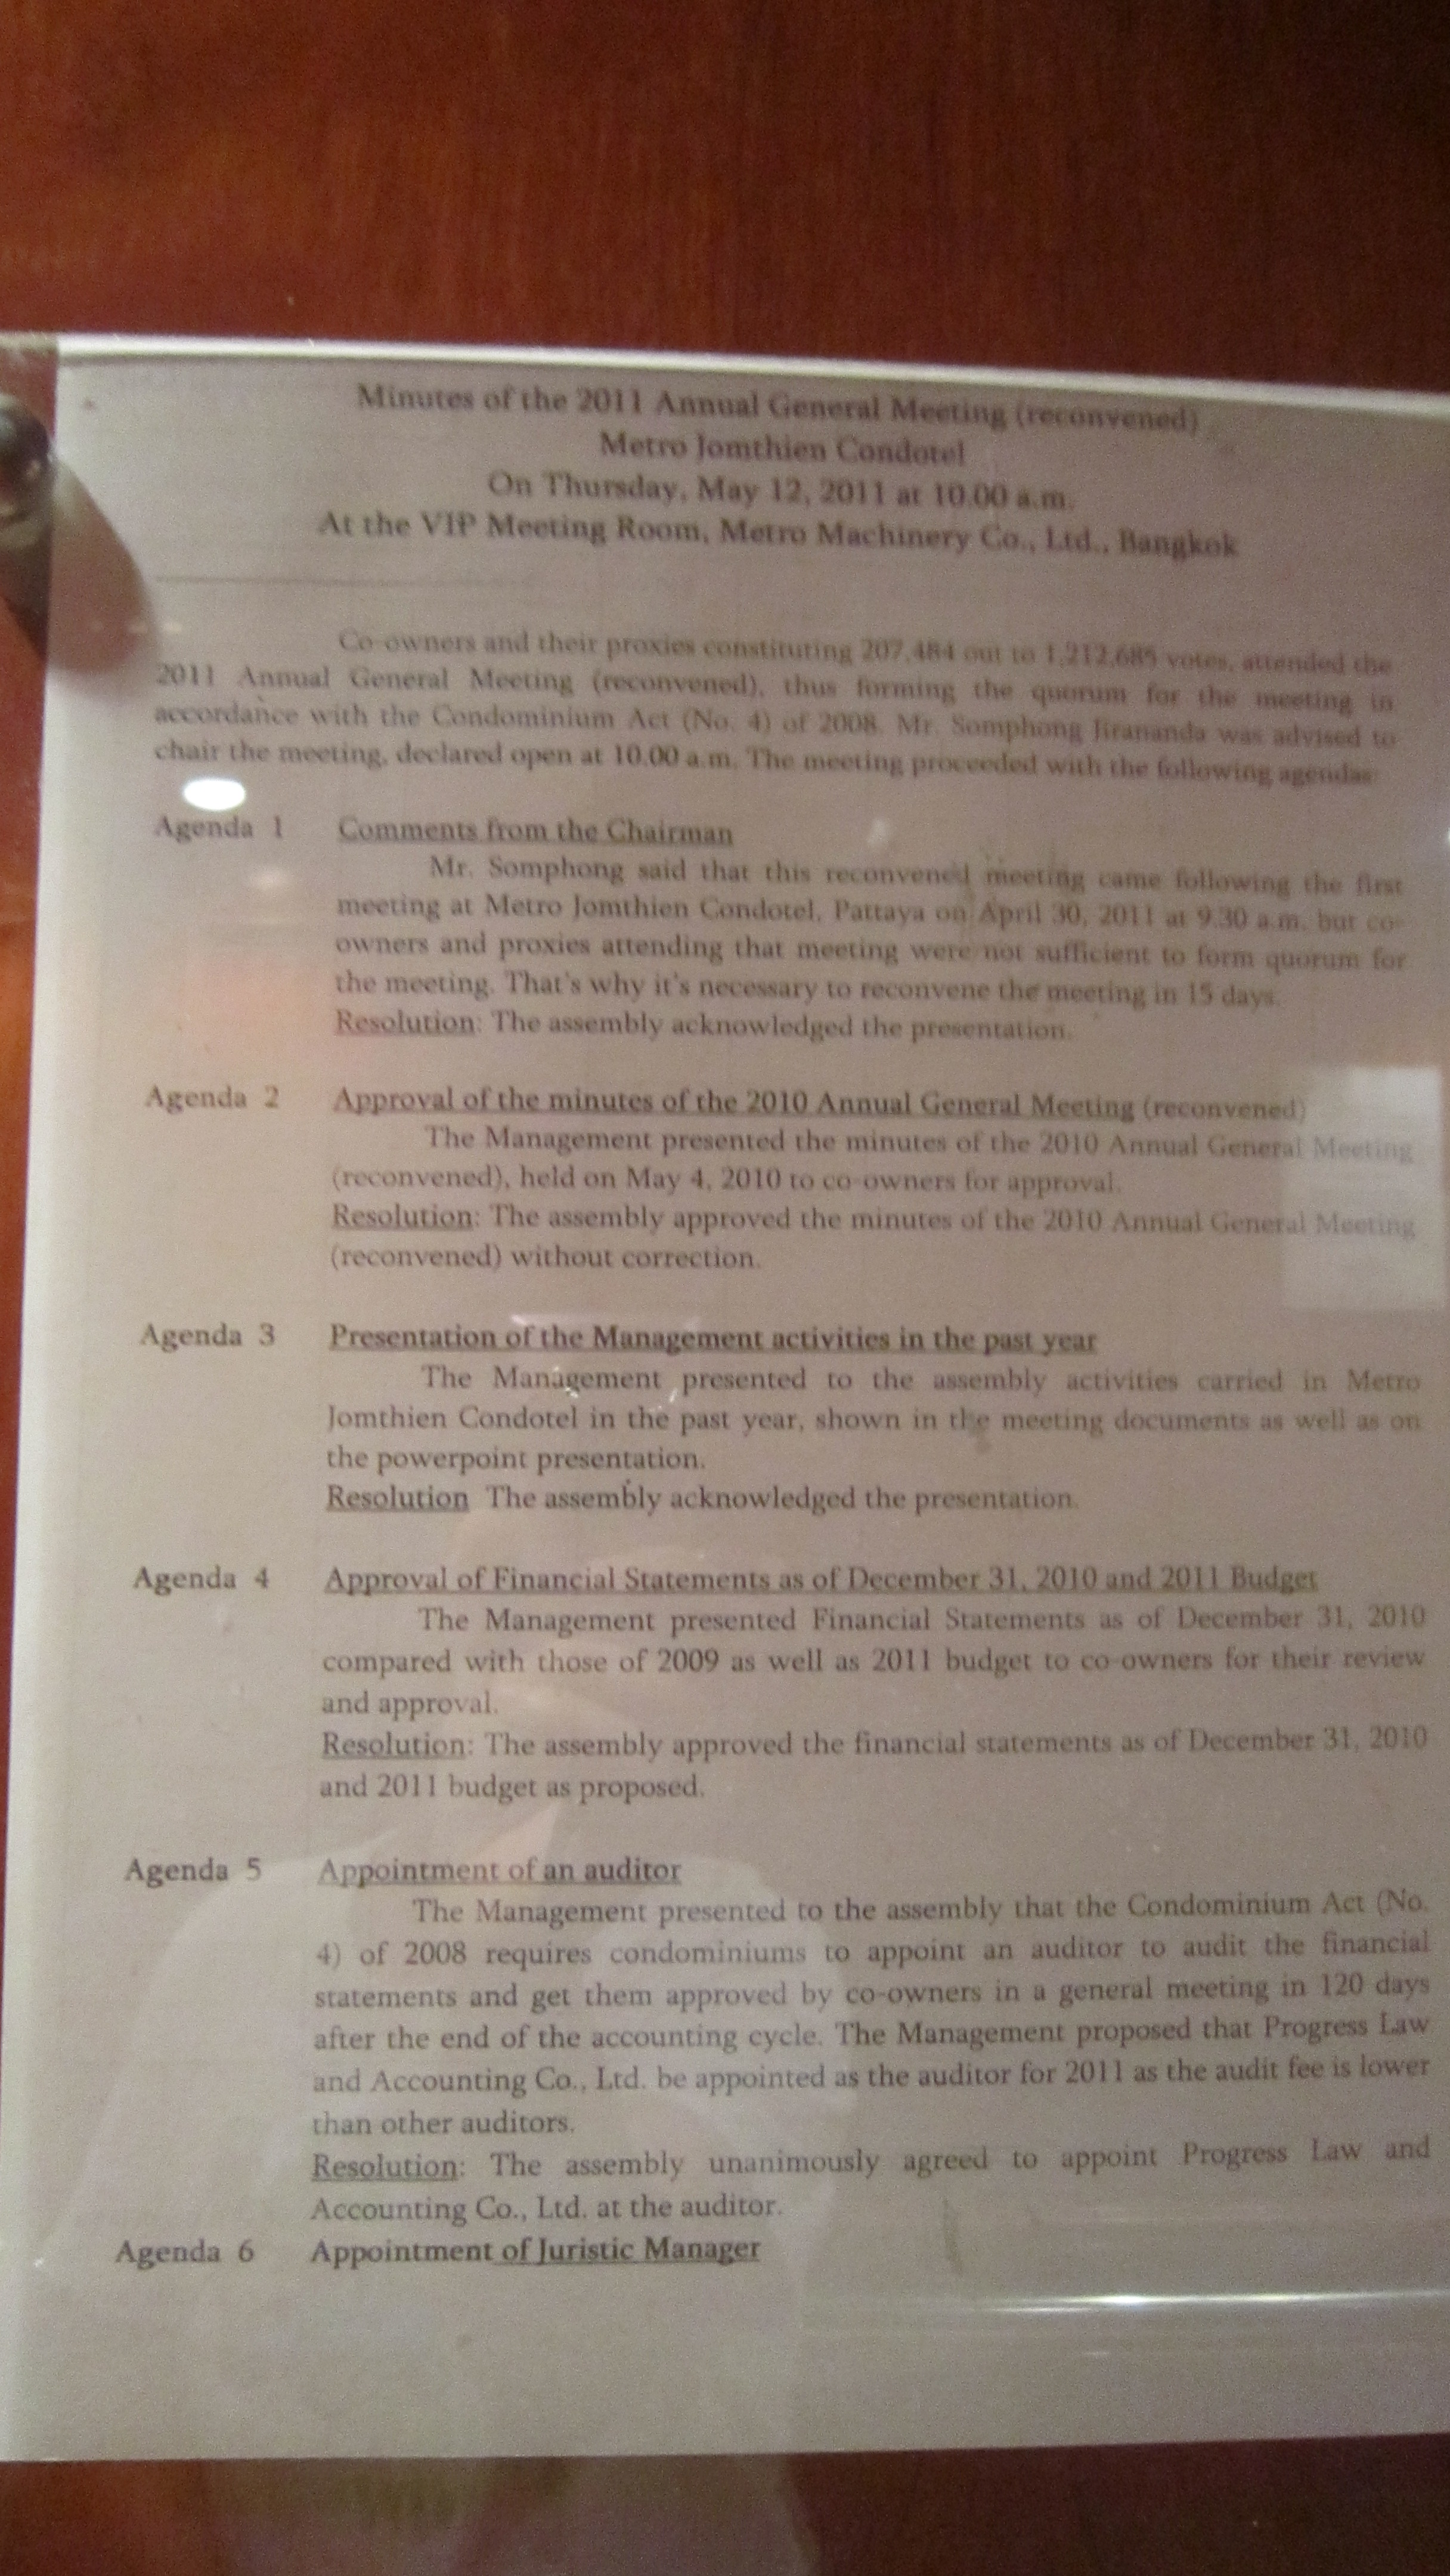 Minutes of the 2011 Annual General Meeting (reconvened)
Metro Jomthien Condotel
On Thursday, May 12, 2011 at 10.00 a.m.
At the VIP Meeting Room, Metro Machinery Co., Ltd., Bangkok
Co-owners and their proxies constituting 207,484 out to 1,212,685 votes, attended the
2011 Annual General Meeting (reconvened), thus forming the quorum for the meeting in
accordance with the Condominium Act (No. 4) of 2008. Mr. Somphong Jirananda was advised to
chair the meeting, declared open at 10.00 a.m. The meeting proceeded with the following agendas:
Agenda 1 Comments from the Chairman
Mr. Somphong said that this reconvened meeting came following the first
meeting at Metro Jomthien Condotel, Pattaya on April 30, 2011 at 9.30 a.m. but co-
owners and proxies attending that meeting were not sufficient to form quorum for
the meeting. That's why it's necessary to reconvene the meeting in 15 days.
Resolution: The assembly acknowledged the presentation.
Agenda 2 Approval of the minutes of the 2010 Annual General Meeting (reconvened)
The Management presented the minutes of the 2010 Annual General Meeting
(reconvened), held on May 4, 2010 to co-owners for approval.
Resolution: The assembly approved the minutes of the 2010 Annual General Meeting
(reconvened) without correction.
Agenda 3 Presentation of the Management activities in the past year
The Management presented to the assembly activities carried in Metro
Jomthien Condotel in the past year, shown in the meeting documents as well as on
the powerpoint presentation.
Resolution The assembly acknowledged the presentation.
Agenda 4 Approval of Financial Statements as of December 31, 2010 and 2011 Budget
The Management presented Financial Statements as of December 31, 2010
compared with those of 2009 as well as 2011 budget to co-owners for their review
and approval.
Resolution: The assembly approved the financial statements as of December 31, 2010
and 2011 budget as proposed.
Agenda 5 Appointment of an auditor
The Management presented to the assembly that the Condominium Act (No.
4) of 2008 requires condominiums to appoint an auditor to audit the financial
statements and get them approved by co-owners in a general meeting in 120 days
after the end of the accounting cycle. The Management proposed that Progress Law
and Accounting Co., Ltd. be appointed as the auditor for 2011 as the audit fee is lower
than other auditors.
Resolution: The assembly unanimously agreed to appoint Progress Law and
Accounting Co., Ltd. at the auditor.
Agenda 6 Appointment of Juristic Manager